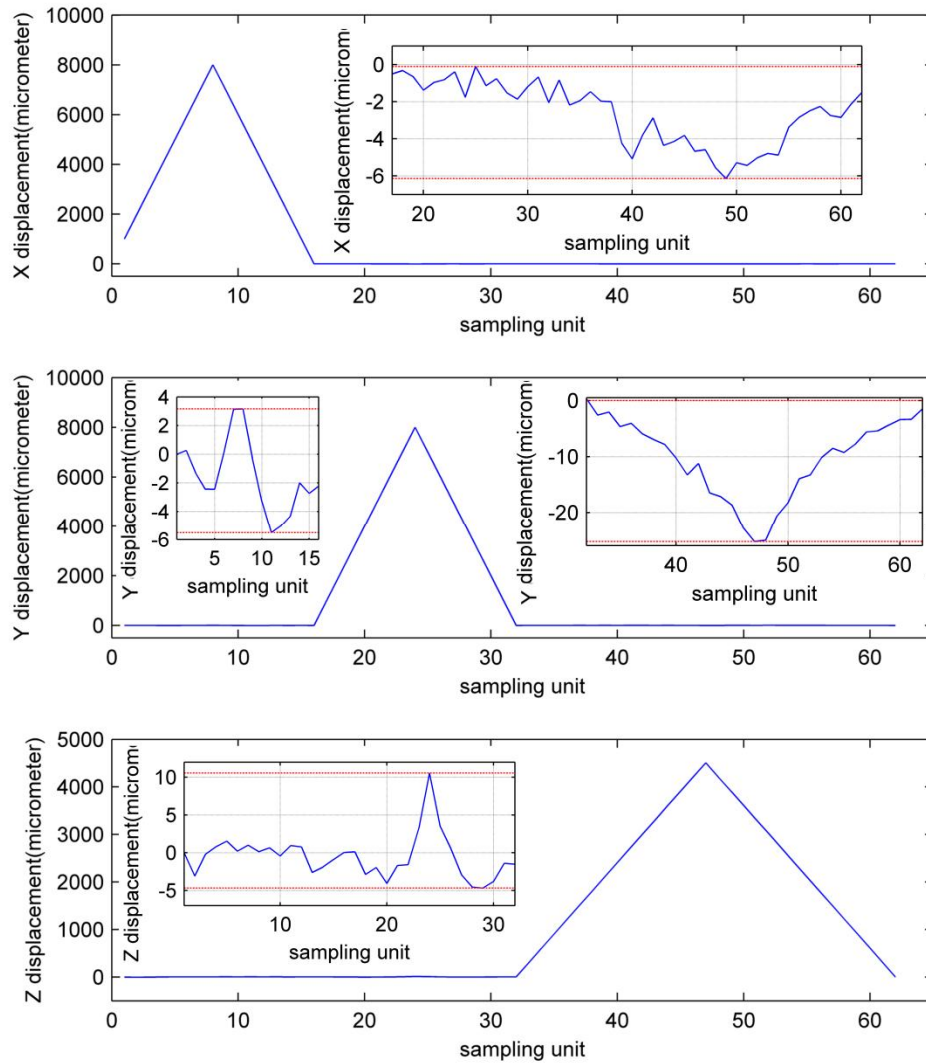 10000
8000
6000
4000
2000
0
X displacement(micrometer)
0
-2
-4
-6
X displacement(microm
20 30 40 50 60
sampling unit
0 10 20 30 40 50 60
sampling unit
10000
8000
6000
4000
2000
0
Y displacement(micrometer)
4
2
0
-2
-4
-6
Y displacement(microm
5 10 15
sampling unit
0
-10
-20
Y displacement(microm
40 50 60
sampling unit
0 10 20 30 40 50 60
sampling unit
5000
4000
3000
2000
1000
0
Z displacement(micrometer)
10
5
0
-5
Z displacement(microm
10 20 30
sampling unit
0 10 20 30 40 50 60
sampling unit